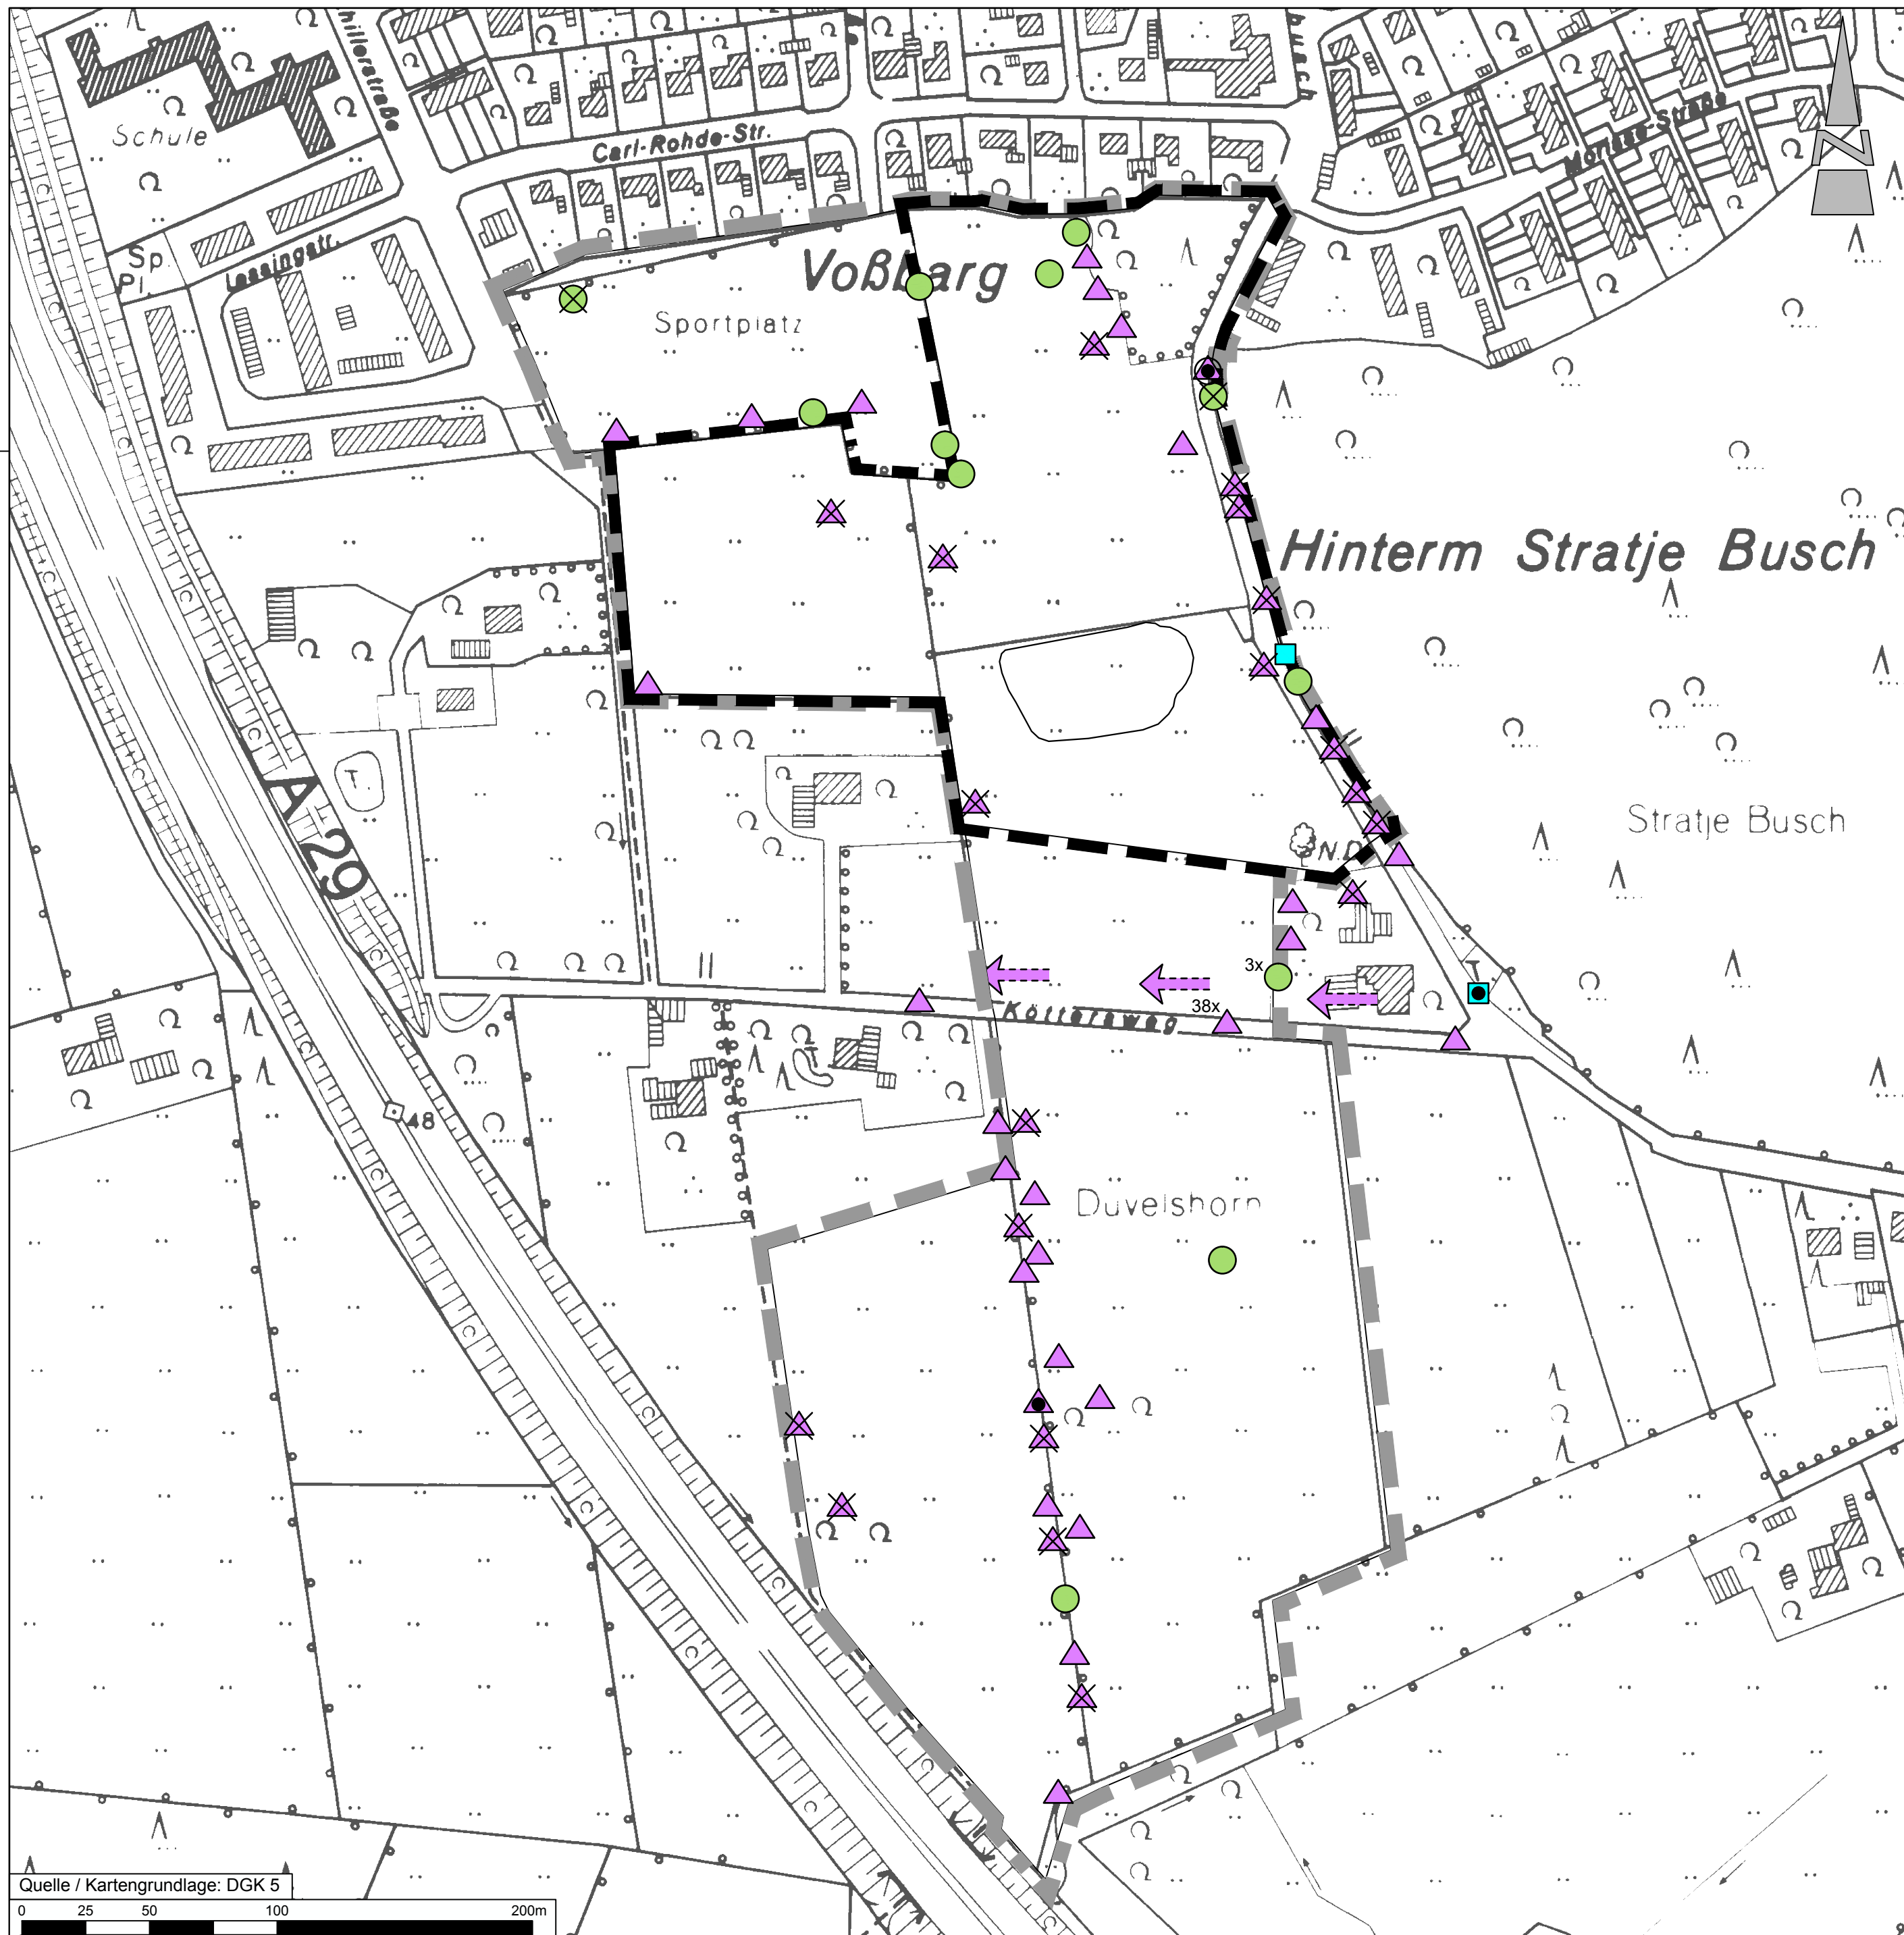 Schule
Carl-Rohde-Str.
Sp.
Pl.
Lessingstr.
Voßbarg
Sportplatz
Hinterm Stratje Busch
Stratje Busch
A 29
T.
N.D.
T.
3x
38x
Köttersweg
T
48
Duvelshorn
N
Quelle / Kartengrundlage: DGK 5
0 25 50 100 200m